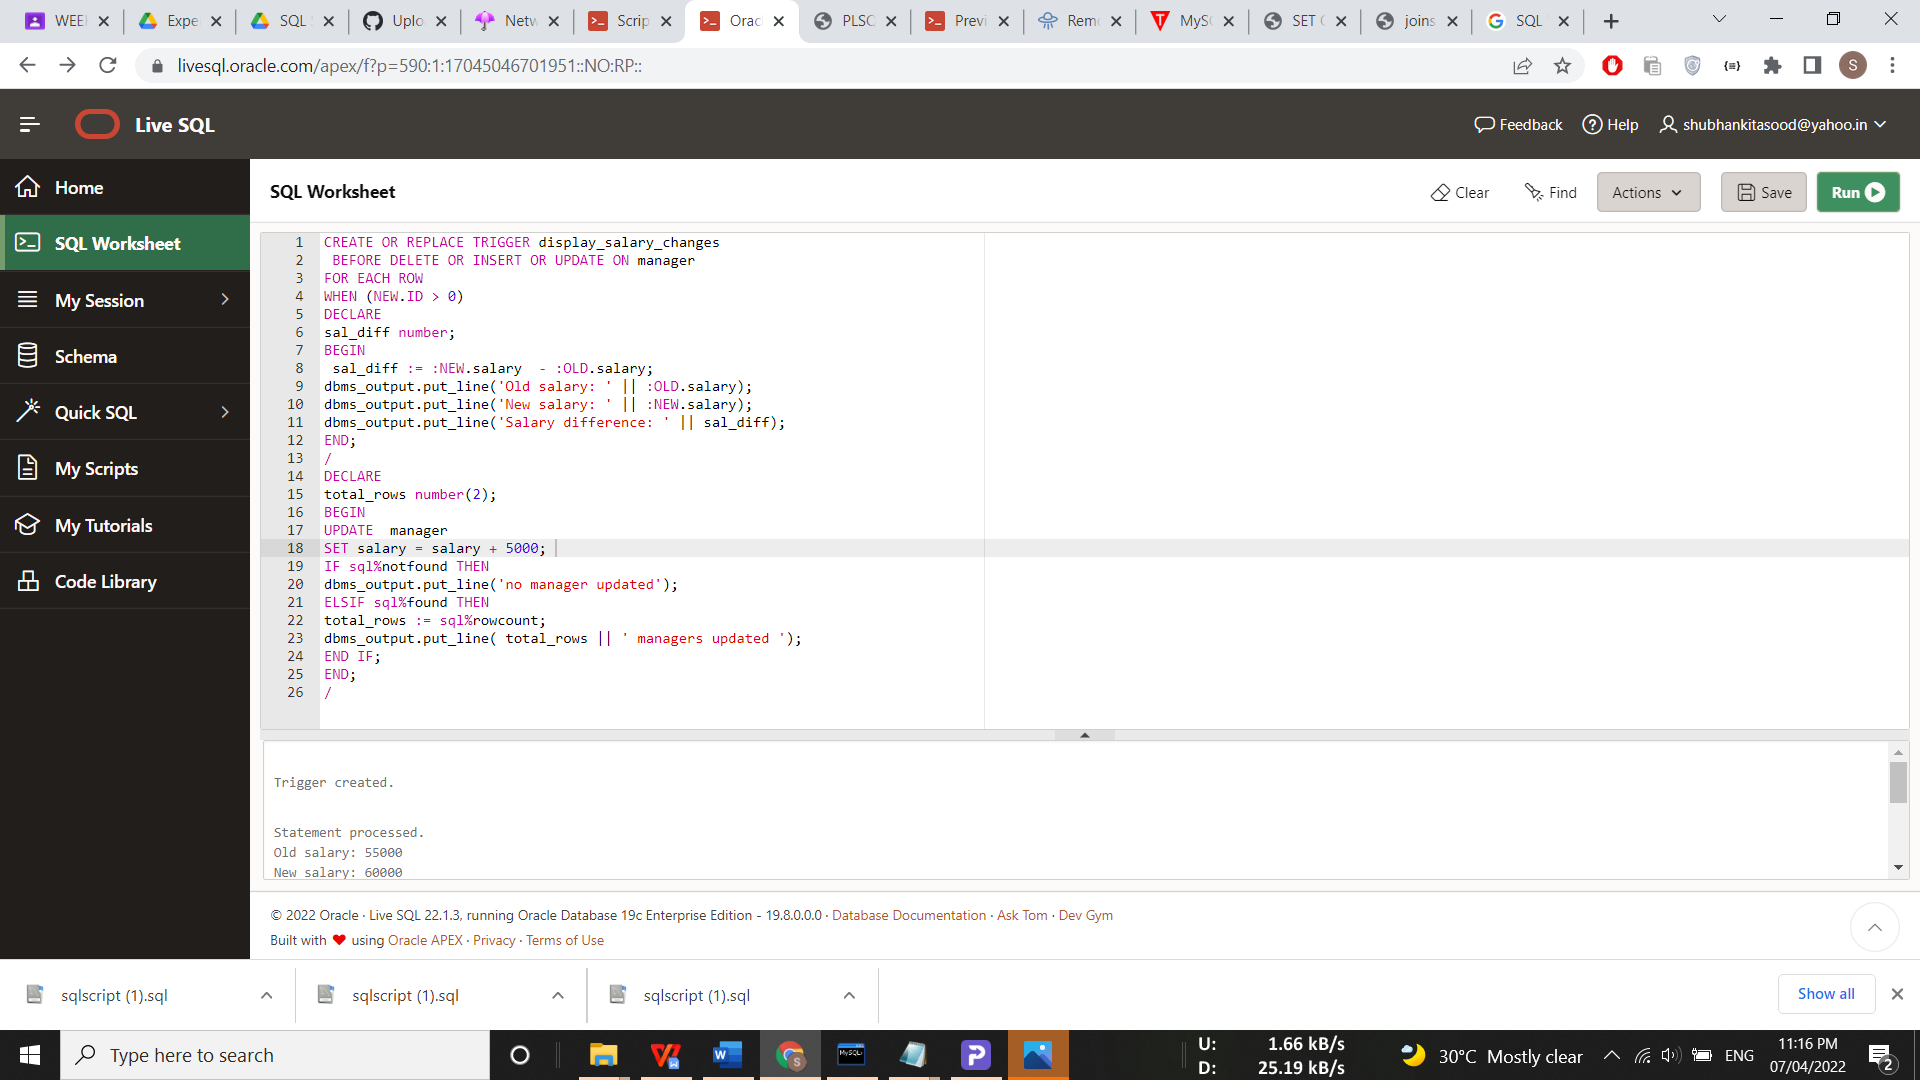 WEE
Expe
SQL
Uplo
Netw
Scrip
Orac
PLSC
Previ
Remo
MyS
SET
joins
SQL
livesql.oracle.com/apex/f?p=590:1:17045046701951::NO:RP::
S
Live SQL
Feedback
Help
shubhankitasood@yahoo.in
Home
SQL Worksheet
My Session
Schema
Quick SQL
My Scripts
My Tutorials
Code Library
SQL Worksheet
Clear
Find
Actions
Save
Run
1 CREATE OR REPLACE TRIGGER display_salary_changes
2 BEFORE DELETE OR INSERT OR UPDATE ON manager
3 FOR EACH ROW
4 WHEN (NEW.ID > 0)
5 DECLARE
6 sal_diff number;
7 BEGIN
8 sal_diff := :NEW.salary  - :OLD.salary;
9 dbms_output.put_line('Old salary: ' || :OLD.salary);
10 dbms_output.put_line('New salary: ' || :NEW.salary);
11 dbms_output.put_line('Salary difference: ' || sal_diff);
12 END;
13 /
14 DECLARE
15 total_rows number(2);
16 BEGIN
17 UPDATE  manager
18 SET salary = salary + 5000;
19 IF sql%notfound THEN
20 dbms_output.put_line('no manager updated');
21 ELSIF sql%found THEN
22 total_rows := sql%rowcount;
23 dbms_output.put_line( total_rows || ' managers updated ');
24 END IF;
25 END;
26 /
Trigger created.
Statement processed.
Old salary: 55000
New salary: 60000
© 2022 Oracle · Live SQL 22.1.3, running Oracle Database 19c Enterprise Edition - 19.8.0.0.0 · Database Documentation · Ask Tom · Dev Gym
Built with ❤ using Oracle APEX · Privacy · Terms of Use
sqlscript (1).sql
sqlscript (1).sql
sqlscript (1).sql
Show all
Type here to search
U: 1.66 kB/s
D: 25.19 kB/s
30°C Mostly clear
ENG
11:16 PM
07/04/2022
2